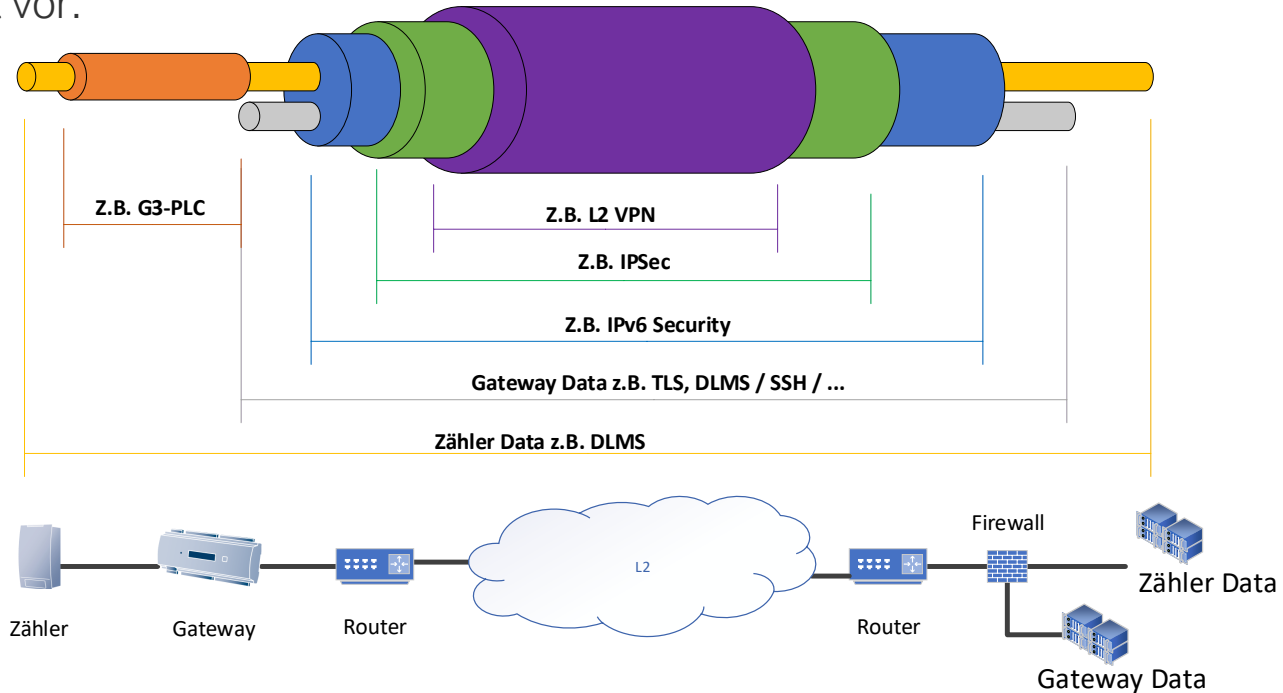 vor.
Z.B. G3-PLC
Z.B. L2 VPN
Z.B. IPSec
Z.B. IPv6 Security
Gateway Data z.B. TLS, DLMS / SSH / ...
Zähler Data z.B. DLMS
Firewall
L2
Zähler Data
Zähler
Gateway
Router
Router
Gateway Data